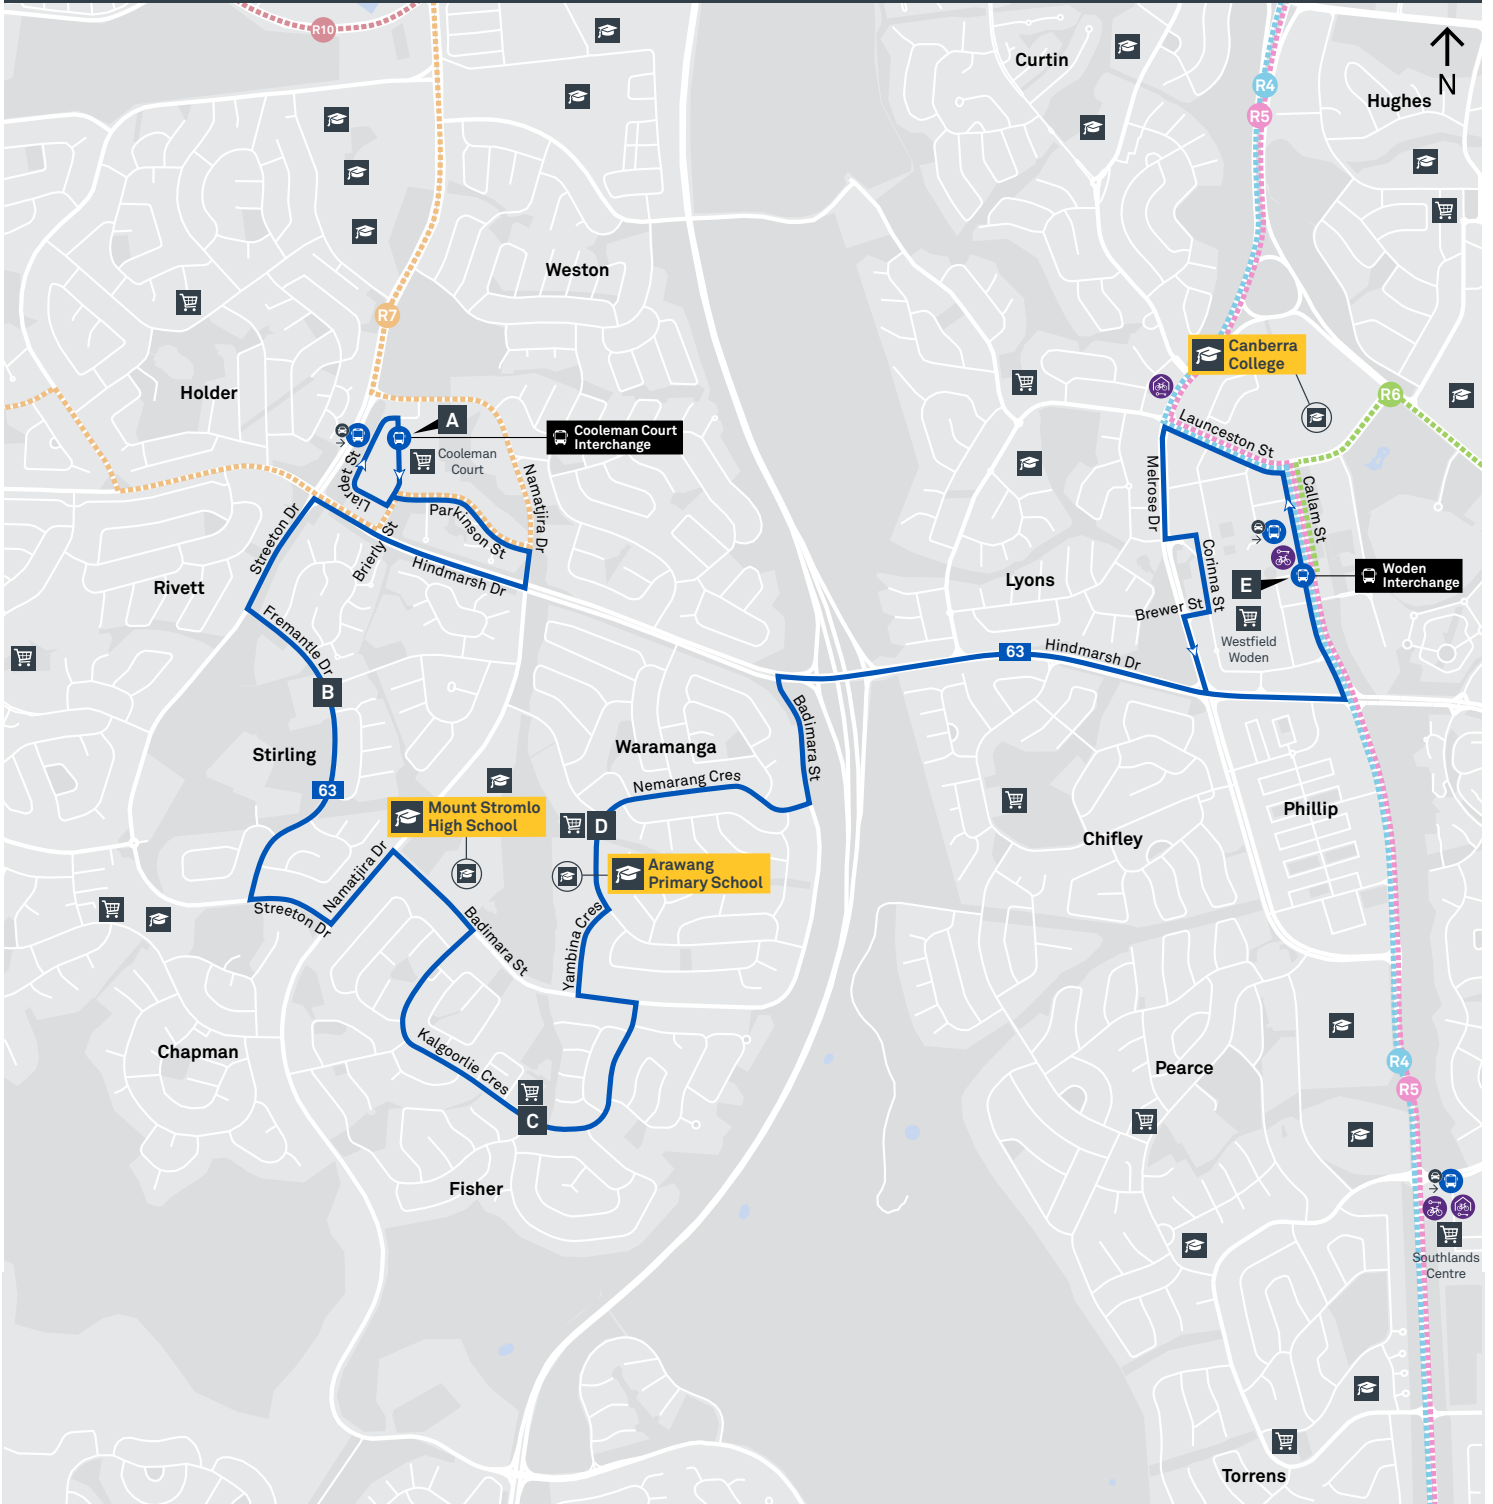 R10
Curtin
R4
R5
Hughes
N
Weston
R7
Canberra
College
R6
Holder
A
Cooleman Court
Interchange
Cooleman
Court
Launceston St
Liardet St
Namatjira Dr
Melrose Dr
Callam St
Streeton Dr
Parkinson St
Brierly St
Hindmarsh Dr
Corinna St
Woden
Interchange
E
Rivett
Lyons
Brewer St
Fremantle Dr
Westfield
Woden
63
Hindmarsh Dr
B
Badimara St
Stirling
Waramanga
Nemarang Cres
63
Mount Stromlo
High School
D
Phillip
Chifley
Namatjira Dr
Arawang
Primary School
Streeton Dr
Badimara St
Yambina Cres
Chapman
Kalgoorlie Cres
R4
R5
Pearce
C
Fisher
Southlands
Centre
Torrens